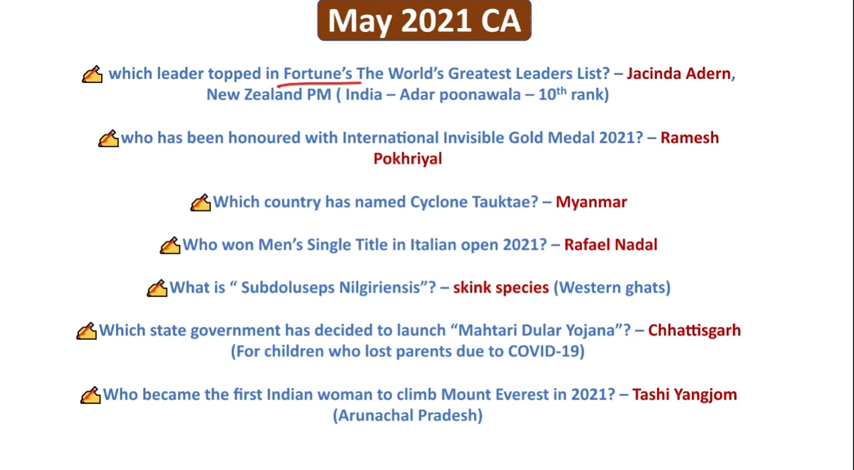 May 2021 CA
which leader topped in Fortune's The World's Greatest Leaders List? – Jacinda Adern,
New Zealand PM ( India – Adar poonawala – 10th rank)
who has been honoured with International Invisible Gold Medal 2021? – Ramesh
Pokhriyal
Which country has named Cyclone Tauktae? – Myanmar
Who won Men's Single Title in Italian open 2021? – Rafael Nadal
What is “ Subdoluseps Nilgiriensis”? – skink species (Western ghats)
Which state government has decided to launch “Mahtari Dular Yojana”? – Chhattisgarh
(For children who lost parents due to COVID-19)
Who became the first Indian woman to climb Mount Everest in 2021? – Tashi Yangjom
(Arunachal Pradesh)